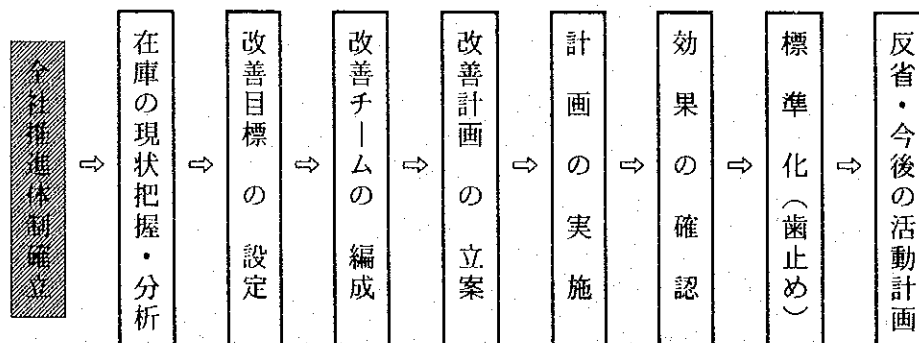 全社推進体制確立
⇨
在庫の現状把握・分析
⇨
改善目標の設定
⇨
改善チームの編成
⇨
改善計画の立案
⇨
計画の実施
⇨
効果の確認
⇨
標準化(歯止め)
⇨
反省・今後の活動計画